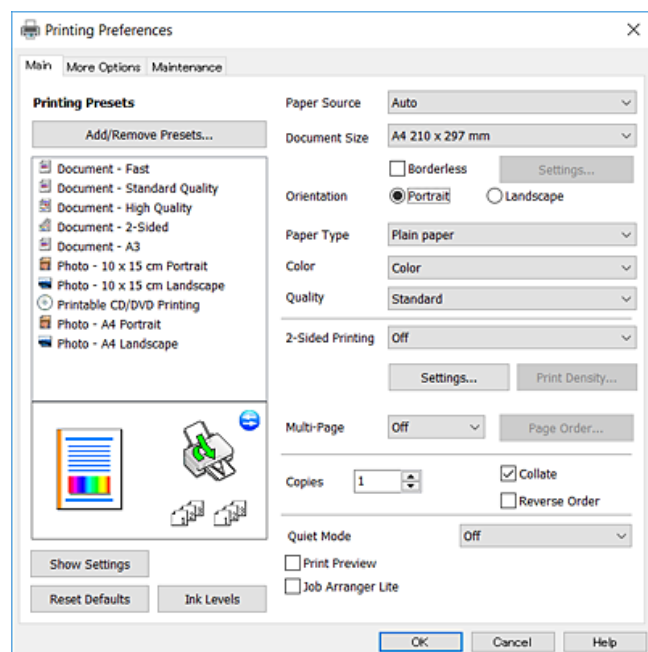 Printing Preferences
Main More Options Maintenance
Printing Presets
Add/Remove Presets...
Document - Fast
Document - Standard Quality
Document - High Quality
Document - 2-Sided
Document - A3
Photo - 10 x 15 cm Portrait
Photo - 10 x 15 cm Landscape
Printable CD/DVD Printing
Photo - A4 Portrait
Photo - A4 Landscape
Show Settings
Reset Defaults Ink Levels
Paper Source Auto
Document Size A4 210 x 297 mm
Borderless Settings...
Orientation Portrait Landscape
Paper Type Plain paper
Color Color
Quality Standard
2-Sided Printing Off
Settings... Print Density...
Multi-Page Off Page Order...
Copies 1 Collate
Reverse Order
Quiet Mode Off
Print Preview
Job Arranger Lite
OK Cancel Help